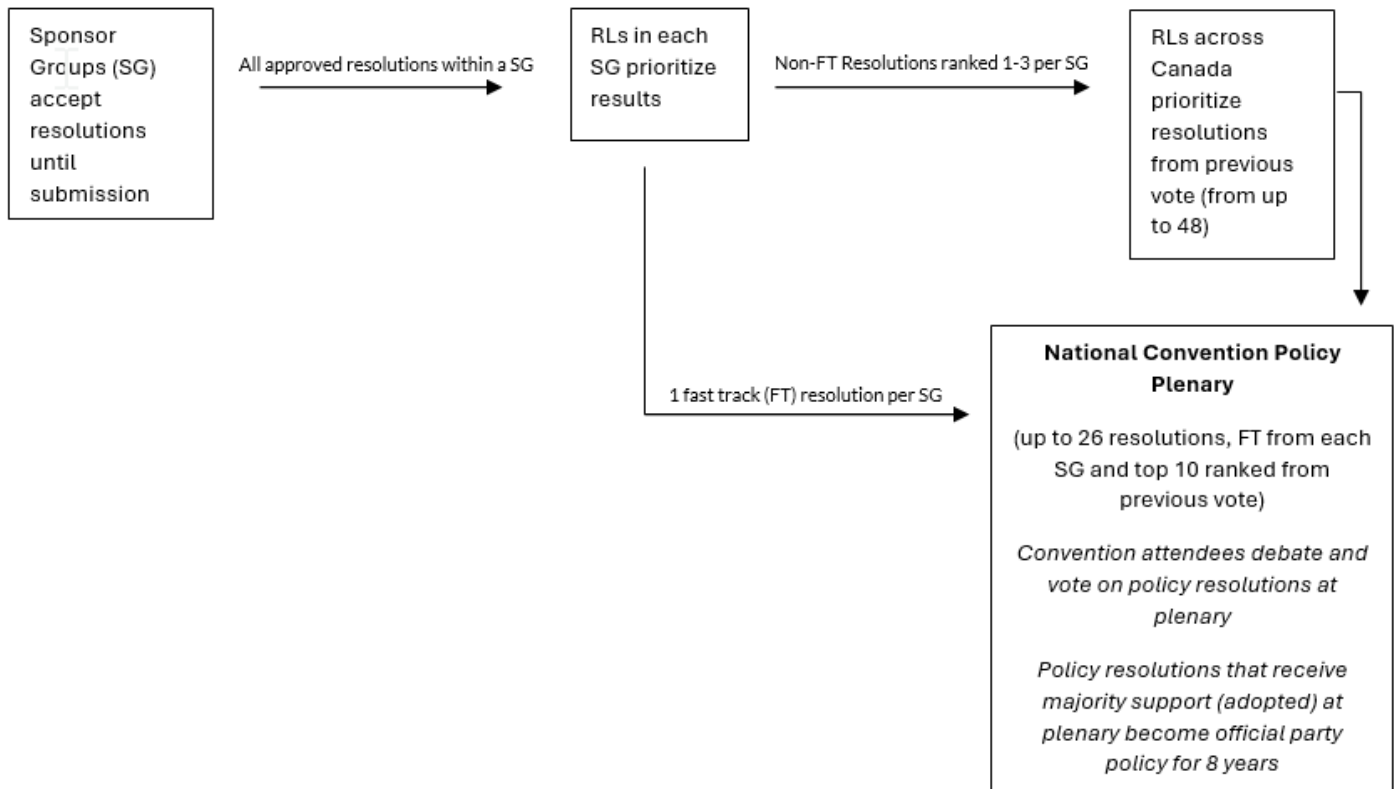 Sponsor
Groups (SG)
accept
resolutions
until
submission
All approved resolutions within a SG
RLs in each
SG prioritize
results
Non-FT Resolutions ranked 1-3 per SG
RLs across
Canada
prioritize
resolutions
from previous
vote (from up
to 48)
1 fast track (FT) resolution per SG
National Convention Policy
Plenary
(up to 26 resolutions, FT from each
SG and top 10 ranked from
previous vote)
Convention attendees debate and
vote on policy resolutions at
plenary
Policy resolutions that receive
majority support (adopted) at
plenary become official party
policy for 8 years